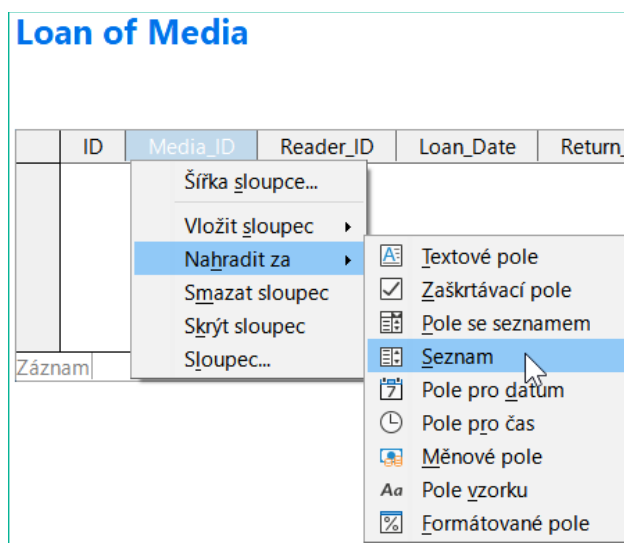 Loan of Media
ID Media_ID Reader_ID Loan_Date Return_
Šířka sloupce...
Vložit sloupec
Nahradit za
Smazat sloupec
Skrýt sloupec
Sloupec...
Záznam
Textové pole
Zaškrtávací pole
Pole se seznamem
Seznam
Pole pro datum
Pole pro čas
Měnové pole
Aa Pole vzorku
Formátované pole